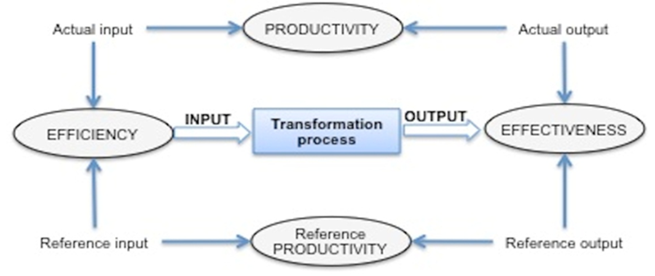 Actual input
PRODUCTIVITY
Actual output
EFFICIENCY
INPUT
Transformation
process
OUTPUT
EFFECTIVENESS
Reference input
Reference
PRODUCTIVITY
Reference output